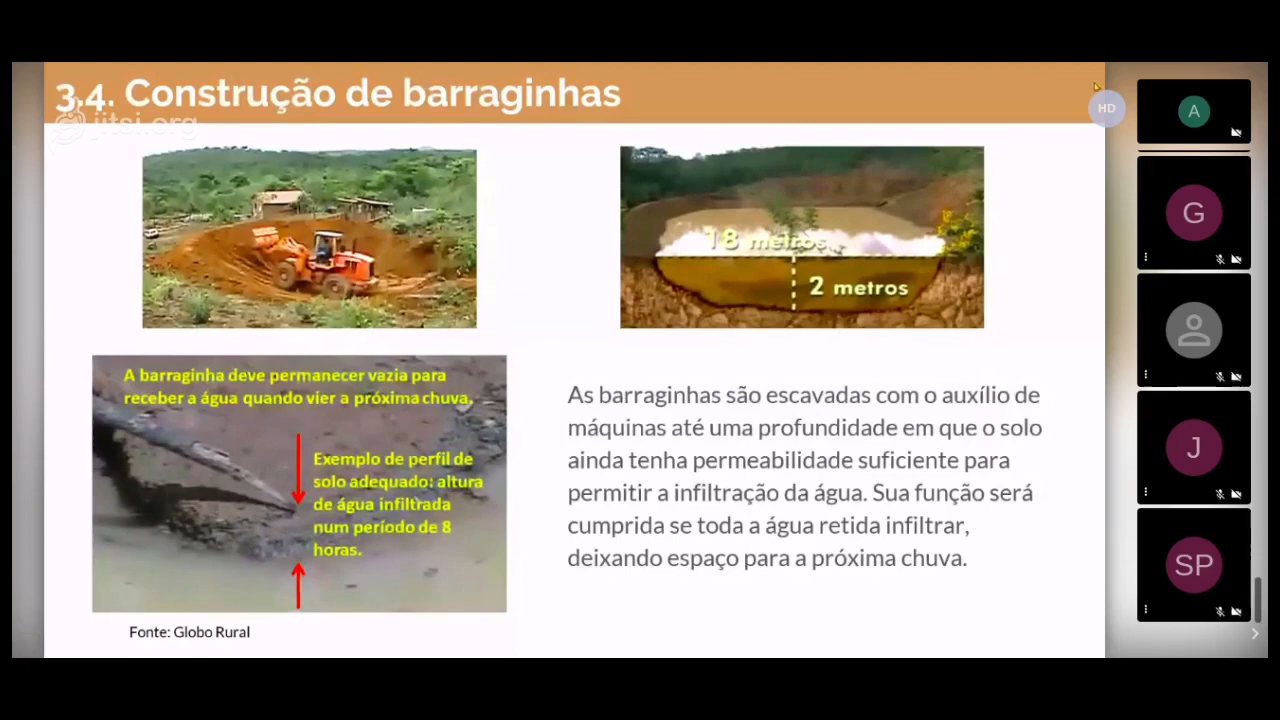 3.4. Construção de barraginhas
jitsi.org
HD
18 metros
2 metros
A barraginha deve permanecer vazia para
receber a água quando vier a próxima chuva.
Exemplo de perfil de
solo adequado: altura
de água infiltrada
num período de 8
horas.
Fonte: Globo Rural
As barraginhas são escavadas com o auxílio de
máquinas até uma profundidade em que o solo
ainda tenha permeabilidade suficiente para
permitir a infiltração da água. Sua função será
cumprida se toda a água retida infiltrar,
deixando espaço para a próxima chuva.
A
G
J
SP